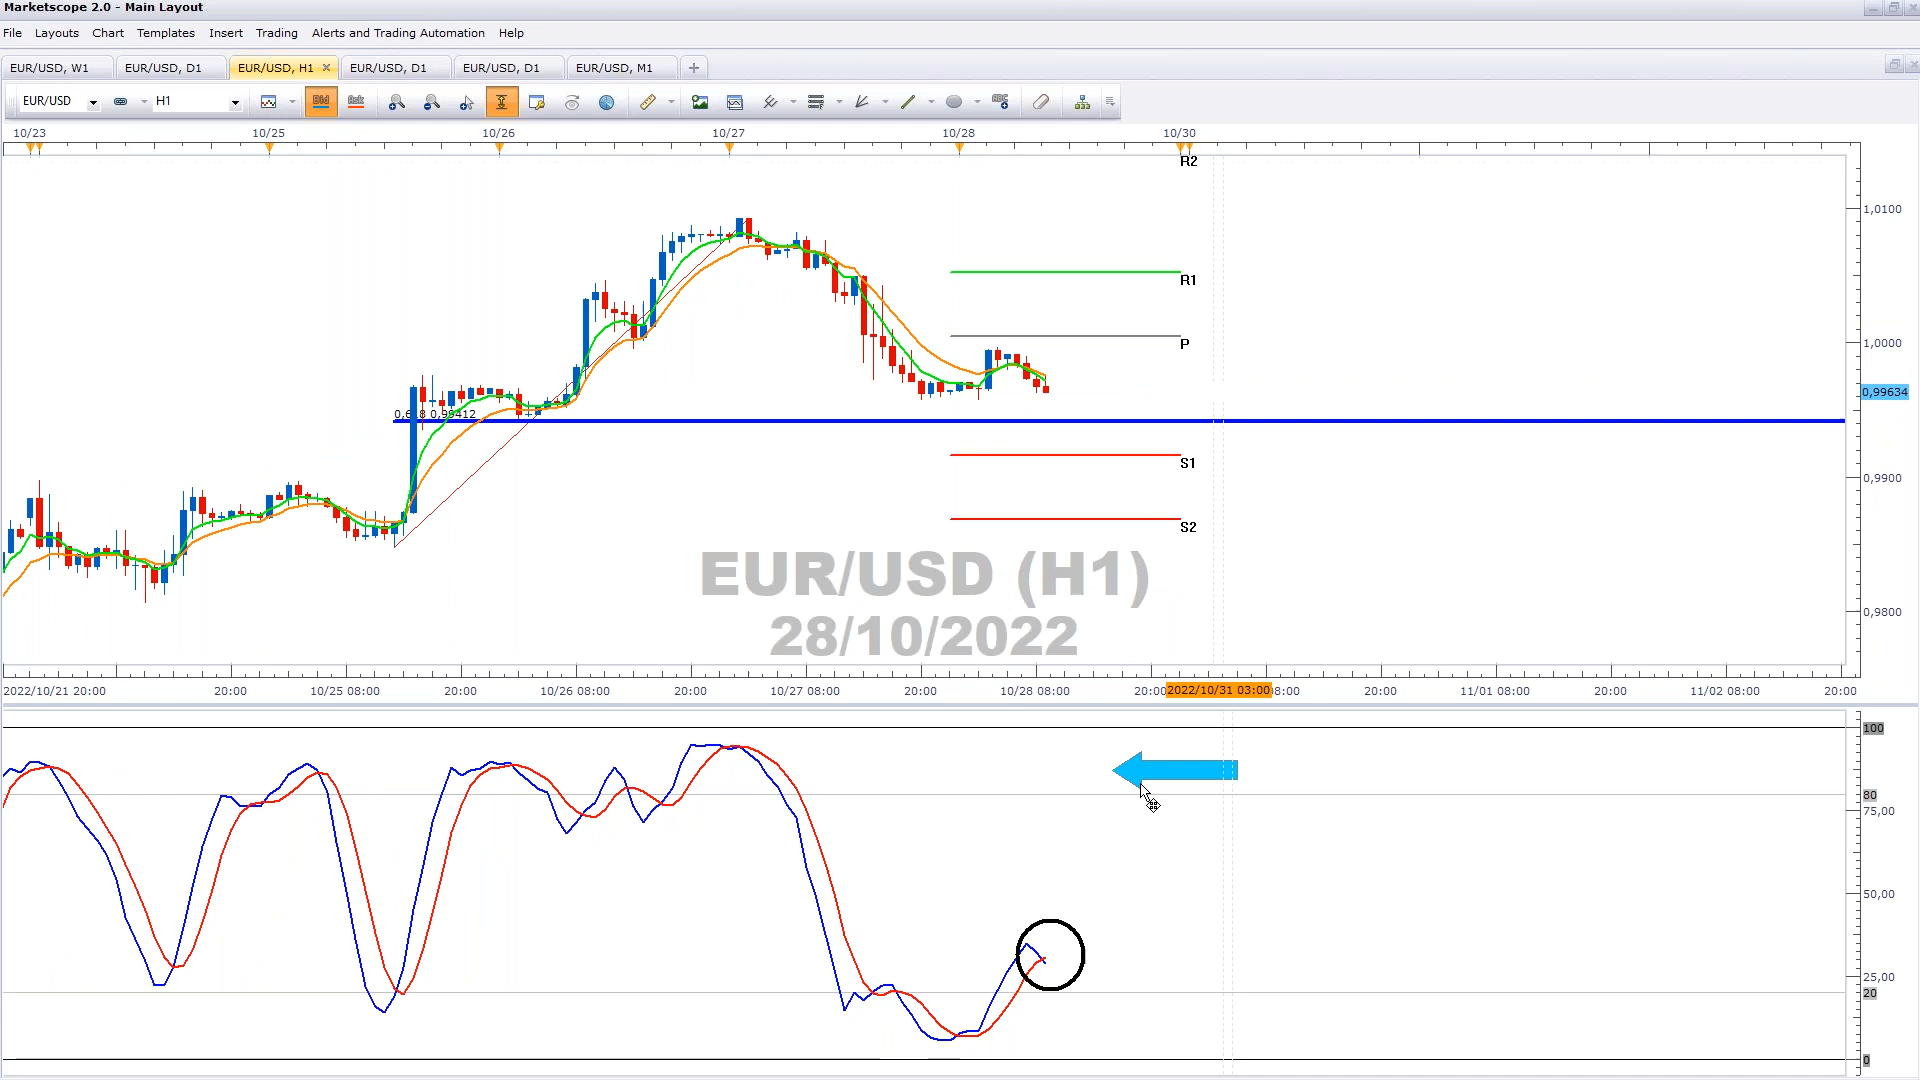 Marketscope 2.0 - Main Layout
File Layouts Chart Templates Insert Trading Alerts and Trading Automation Help
EUR/USD, W1 EUR/USD, D1 EUR/USD, H1 EUR/USD, D1 EUR/USD, D1 EUR/USD, M1
EUR/USD H1 Bid Ask ABC
10/23 10/25 10/26 10/27 10/28 10/30
R2
1,0100
R1
P
1,0000
0,99634
0,618 0,99412
S1
0,9900
S2
EUR/USD (H1)
28/10/2022
0,9800
2022/10/21 20:00 20:00 10/25 08:00 20:00 10/26 08:00 20:00 10/27 08:00 20:00 10/28 08:00 20:00 2022/10/31 03:00 8:00 20:00 11/01 08:00 20:00 11/02 08:00 20:00
100
80
75,00
50,00
25,00
20
0